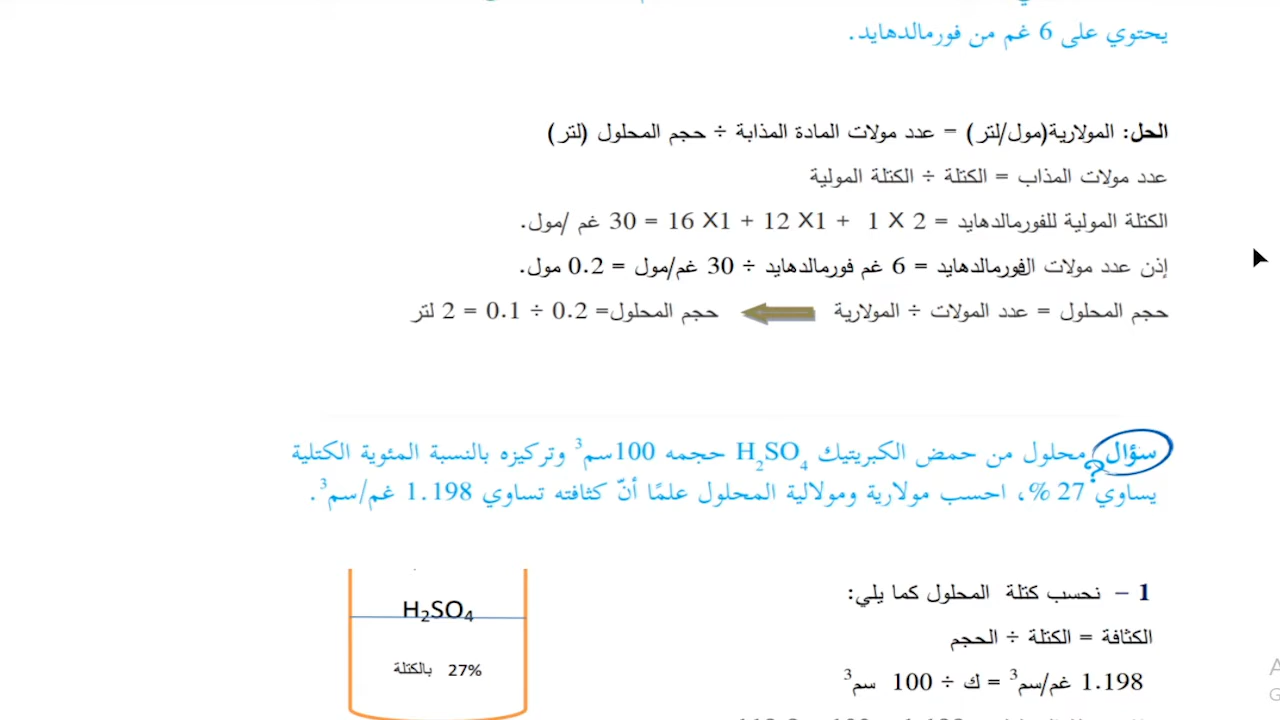 يحتوي على 6 غم من فورمالدهايد.
الحل: المولارية(مول/لتر) = عدد مولات المادة المذابة ÷ حجم المحلول (لتر)
عدد مولات المذاب = الكتلة ÷ الكتلة المولية
الكتلة المولية للفورمالدهايد = 2 X 1 + 12 X1 + 16 X1 = 30 غم /مول.
إذن عدد مولات الفورمالدهايد = 6 غم فورمالدهايد ÷ 30 غم/مول = 0.2 مول.
حجم المحلول = عدد المولات ÷ المولارية حجم المحلول= 0.2 ÷ 0.1 = 2 لتر
سؤال؟ محلول من حمض الكبريتيك H₂SO₄ حجمه 100سم³ وتركيزه بالنسبة المئوية الكتلية
يساوي 27 %، احسب مولارية ومولالية المحلول علمًا أنّ كثافته تساوي 1.198 غم/سم³.
1 – نحسب كتلة المحلول كما يلي:
الكثافة = الكتلة ÷ الحجم
1.198 غم/سم³ = ك ÷ 100 سم³
H₂SO₄
27% بالكتلة